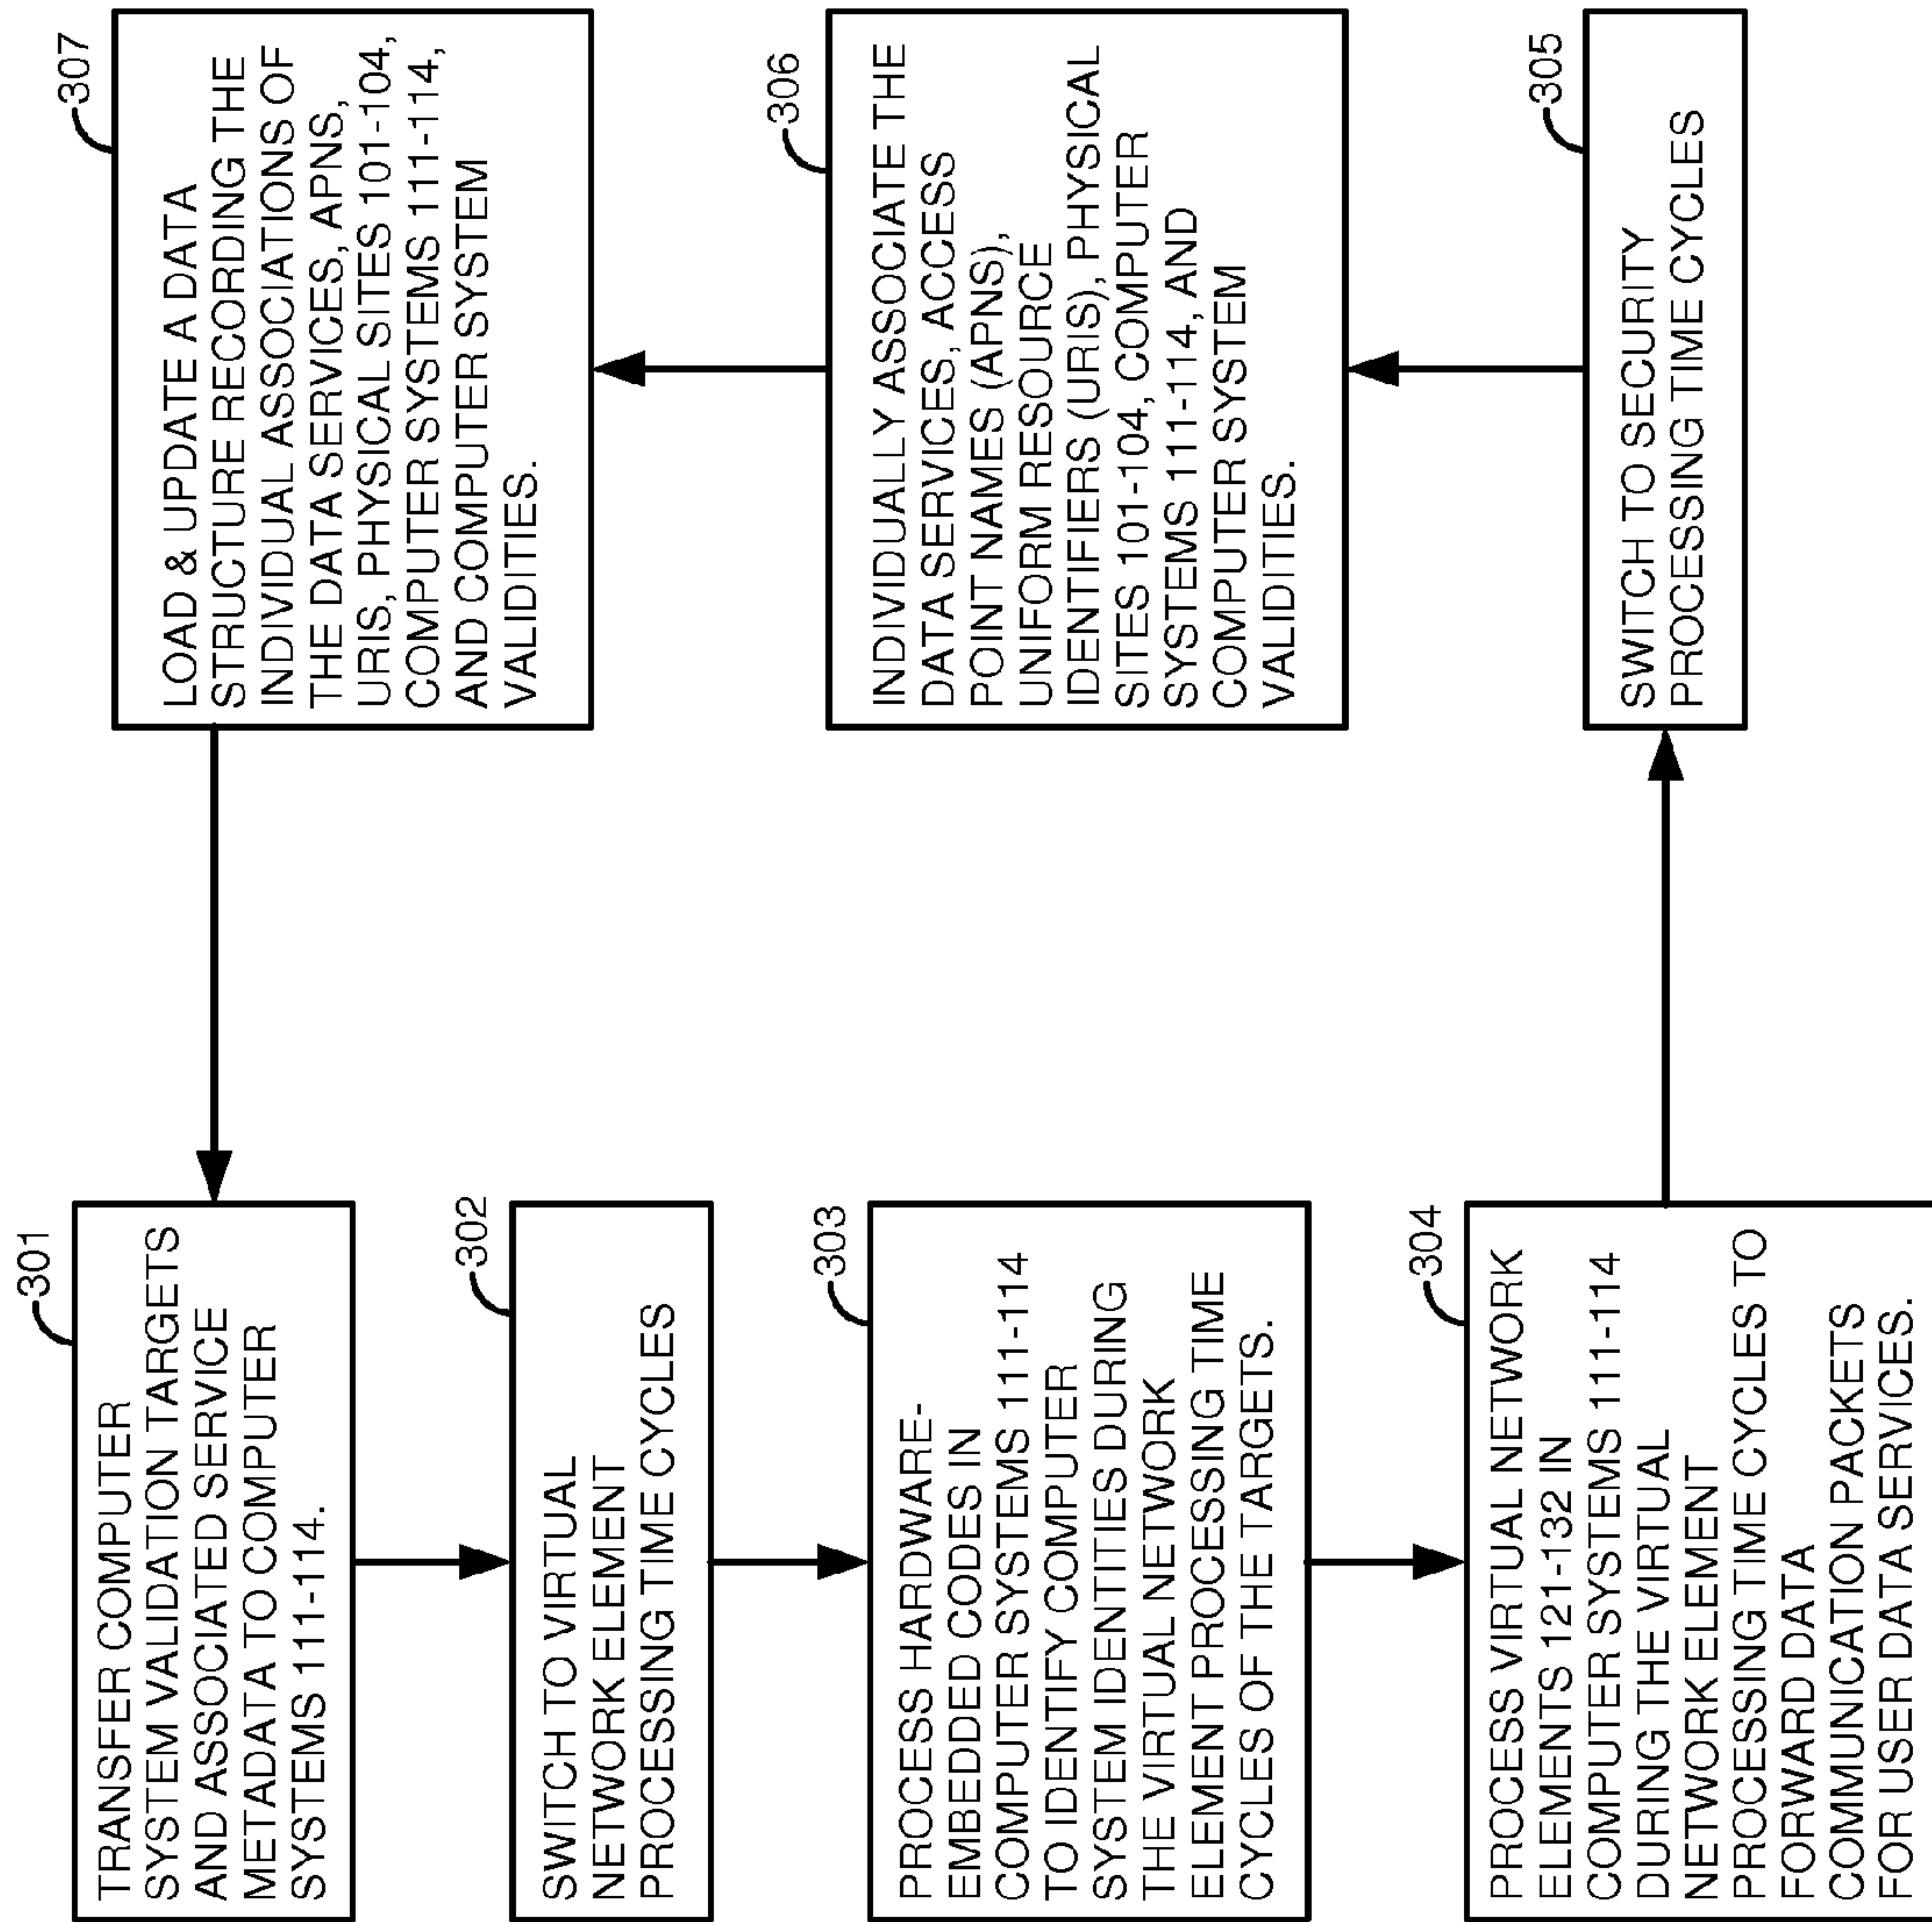 301
TRANSFER COMPUTER
SYSTEM VALIDATION TARGETS
AND ASSOCIATED SERVICE
METADATA TO COMPUTER
SYSTEMS 111-114.
302
SWITCH TO VIRTUAL
NETWORK ELEMENT
PROCESSING TIME CYCLES
303
PROCESS HARDWARE-
EMBEDDED CODES IN
COMPUTER SYSTEMS 111-114
TO IDENTIFY COMPUTER
SYSTEM IDENTITIES DURING
THE VIRTUAL NETWORK
ELEMENT PROCESSING TIME
CYCLES OF THE TARGETS.
304
PROCESS VIRTUAL NETWORK
ELEMENTS 121-132 IN
COMPUTER SYSTEMS 111-114
DURING THE VIRTUAL
NETWORK ELEMENT
PROCESSING TIME CYCLES TO
FORWARD DATA
COMMUNICATION PACKETS
FOR USER DATA SERVICES.
305
SWITCH TO SECURITY
PROCESSING TIME CYCLES
306
INDIVIDUALLY ASSOCIATE THE
DATA SERVICES, ACCESS
POINT NAMES (APNS),
UNIFORM RESOURCE
IDENTIFIERS (URIS), PHYSICAL
SITES 101-104, COMPUTER
SYSTEMS 111-114, AND
COMPUTER SYSTEM
VALIDITIES.
307
LOAD & UPDATE A DATA
STRUCTURE RECORDING THE
INDIVIDUAL ASSOCIATIONS OF
THE DATA SERVICES, APNS,
URIS, PHYSICAL SITES 101-104,
COMPUTER SYSTEMS 111-114,
AND COMPUTER SYSTEM
VALIDITIES.